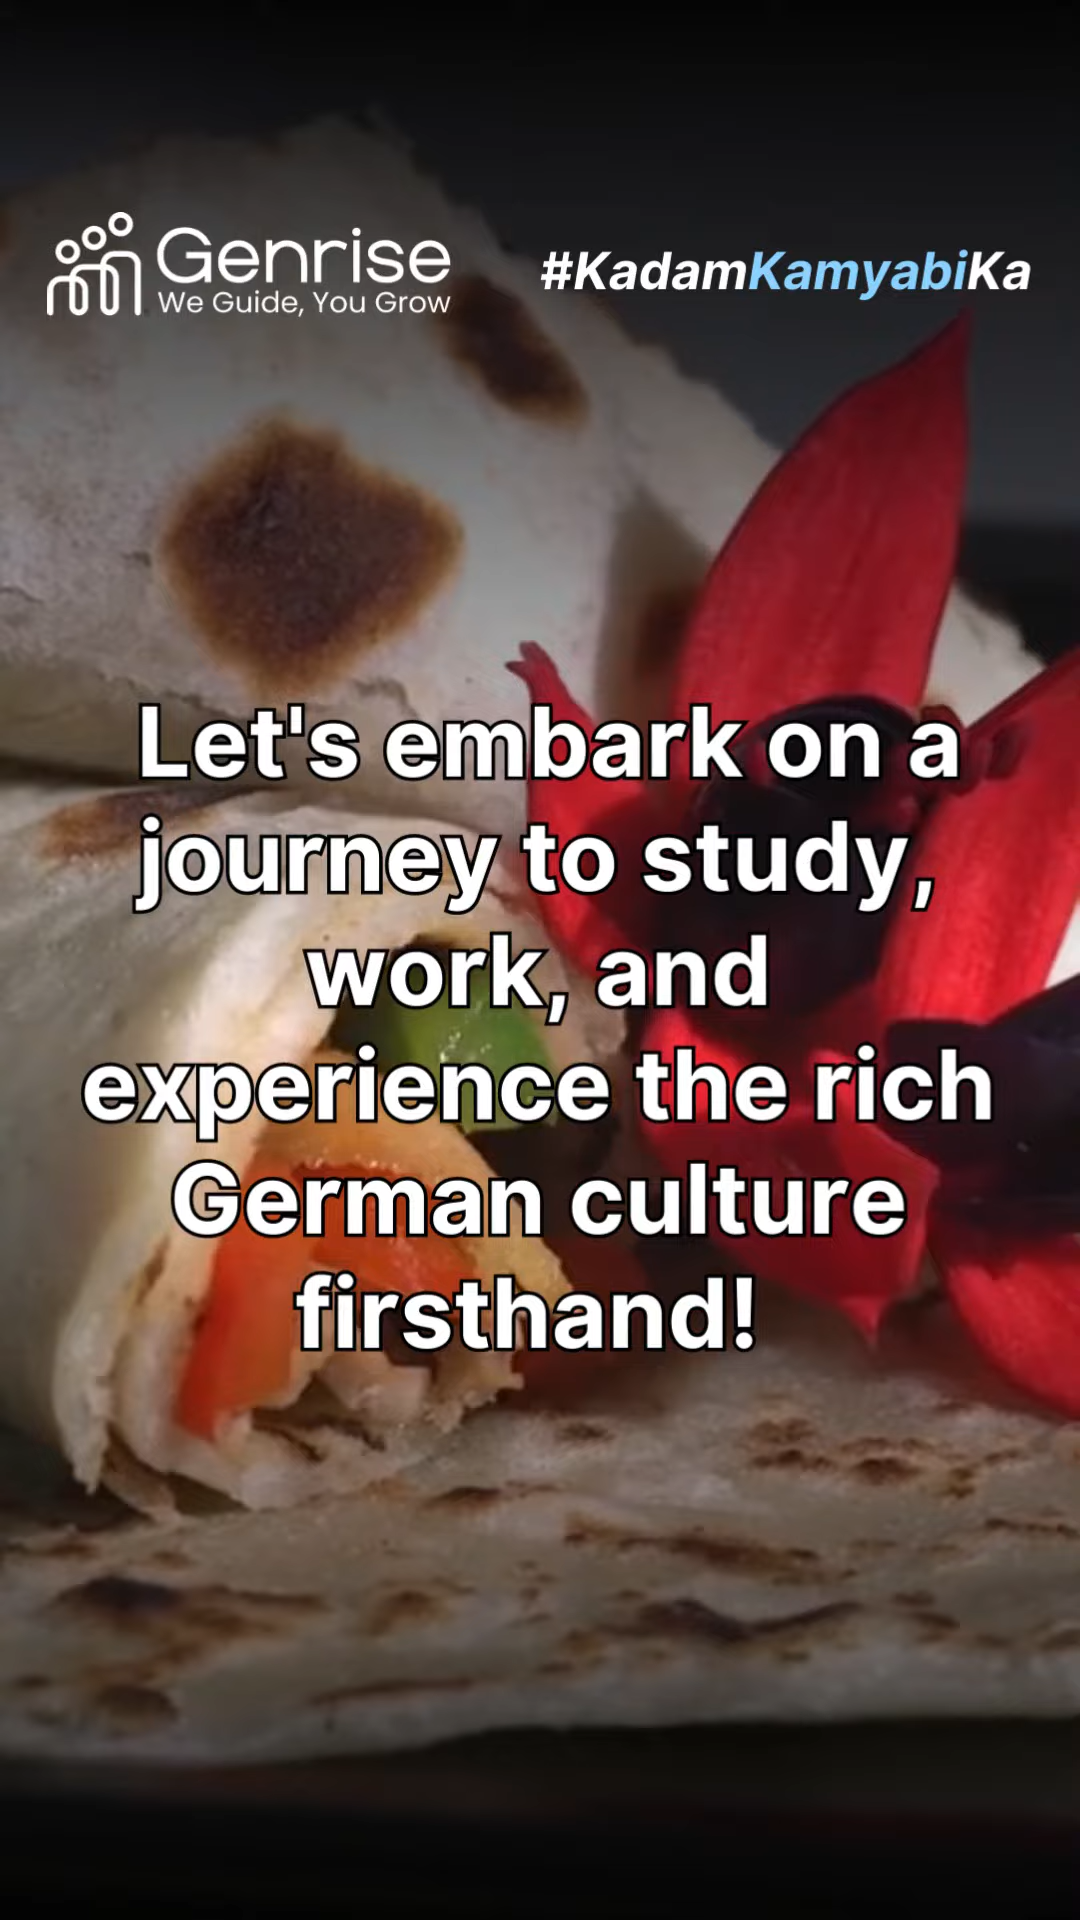 Genrise
We Guide, You Grow
#KadamKamyabiKa
Let's embark on a
journey to study,
work, and
experience the rich
German culture
firsthand!